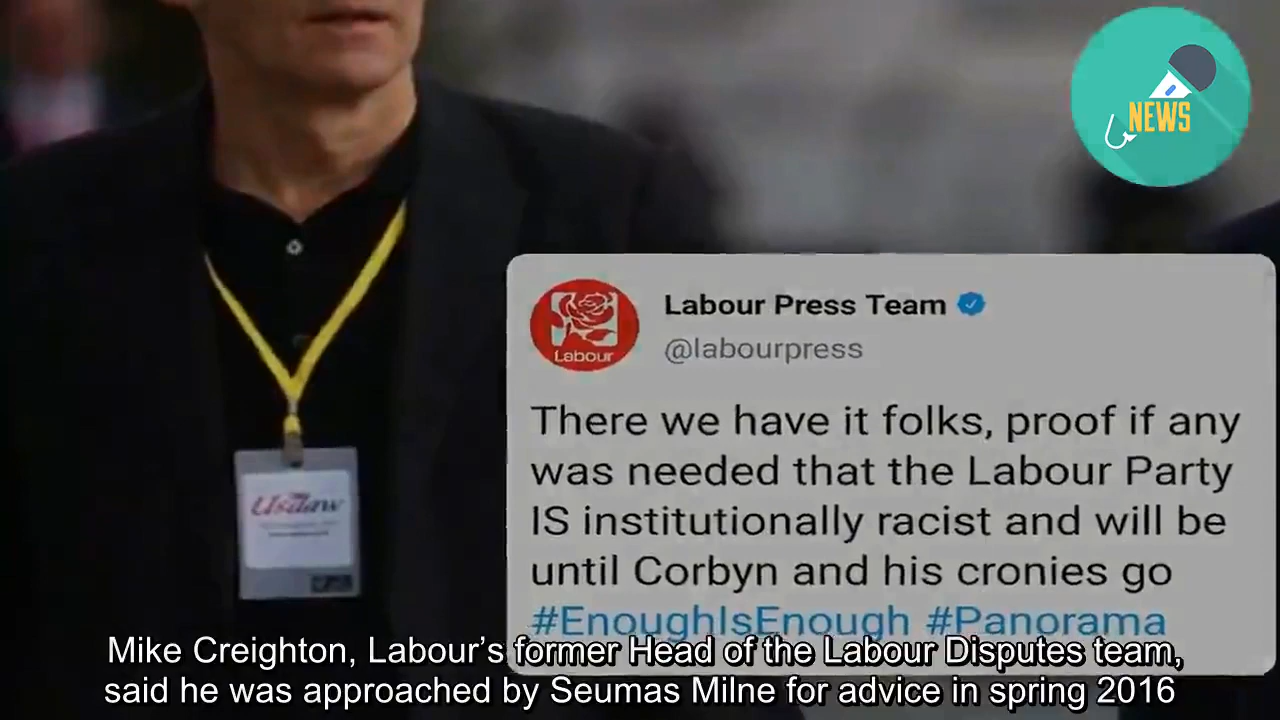 NEWS
Labour Press Team
@labourpress
Labour
There we have it folks, proof if any
was needed that the Labour Party
IS institutionally racist and will be
until Corbyn and his cronies go
#EnoughIsEnough #Panorama
Usdaw
Mike Creighton, Labour’s former Head of the Labour Disputes team,
said he was approached by Seumas Milne for advice in spring 2016